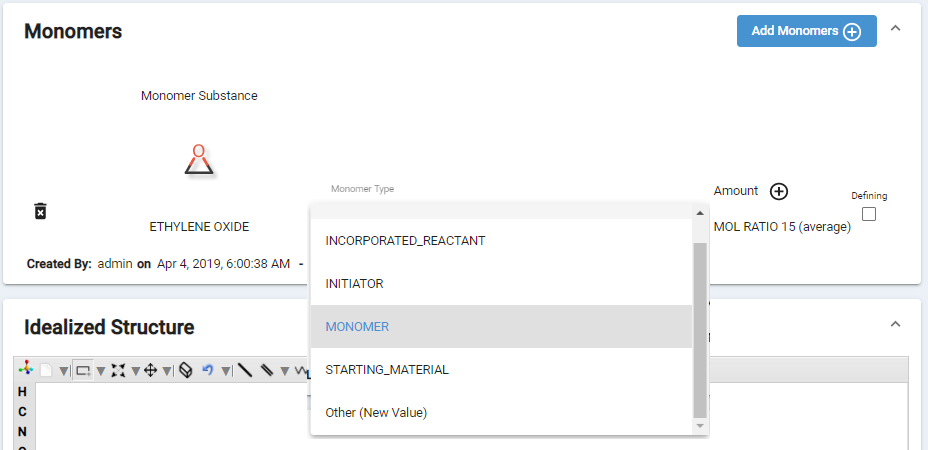 Monomers
Add Monomers
Monomer Substance
O
Monomer Type
Amount
Defining
ETHYLENE OXIDE
MOL RATIO 15 (average)
Created By: admin on Apr 4, 2019, 6:00:38 AM -
INCORPORATED_REACTANT
INITIATOR
MONOMER
STARTING_MATERIAL
Other (New Value)
Idealized Structure
H
C
N